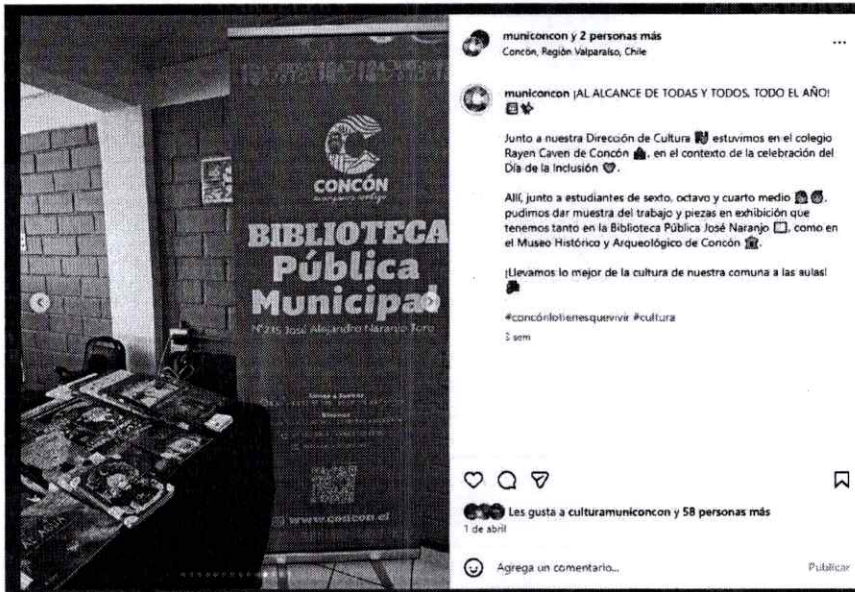 CONCÓN
BIBLIOTECA
Pública
Municipal
N°235 José Alejandro Naranjo Toro
www.concon.cl
municoncon y 2 personas más
Concón, Región Valparaíso, Chile
municoncon ¡AL ALCANCE DE TODAS Y TODOS, TODO EL AÑO!
Junto a nuestra Dirección de Cultura estuvimos en el colegio
Rayen Caven de Concón, en el contexto de la celebración del
Día de la Inclusión.
Allí, junto a estudiantes de sexto, octavo y cuarto medio,
pudimos dar muestra del trabajo y piezas en exhibición que
tenemos tanto en la Biblioteca Pública José Naranjo, como en
el Museo Histórico y Arqueológico de Concón.
¡Llevamos lo mejor de la cultura de nuestra comuna a las aulas!
#concónlotienesquevivir #cultura
3 sem
Les gusta a culturamuniconcon y 58 personas más
1 de abril
Agrega un comentario...
Publicar